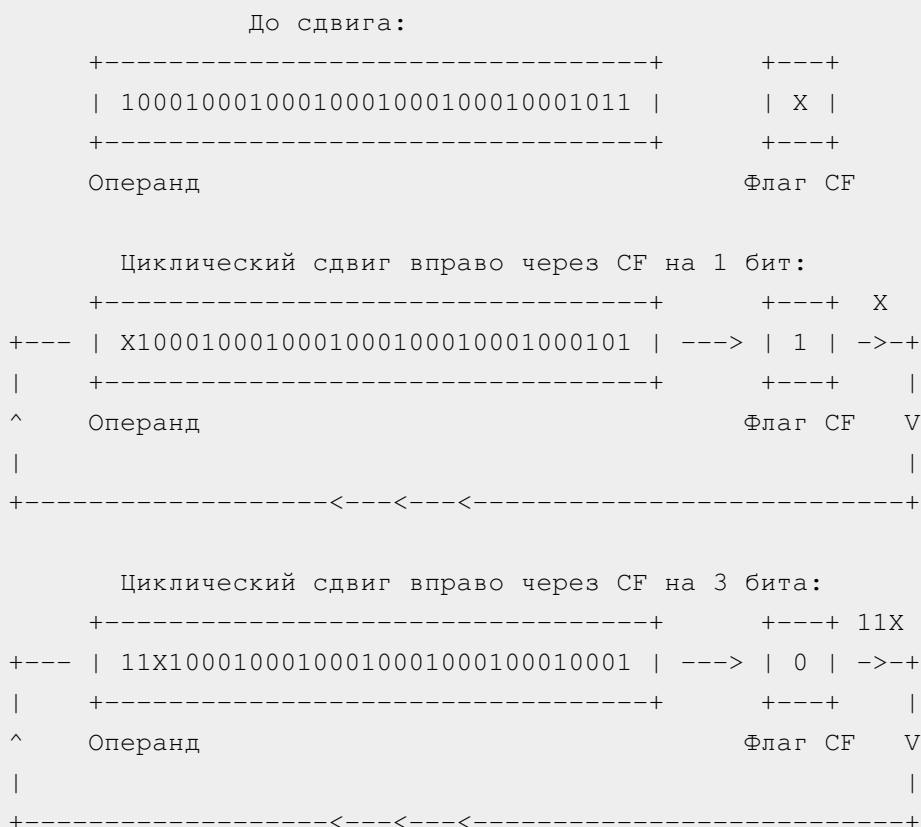 До сдвига:
+----------------------------------+      +---+
| 10001000100010001000100010001011 |      | X |
+----------------------------------+      +---+
Операнд                                  Флаг CF
Циклический сдвиг вправо через CF на 1 бит:
     +----------------------------------+      +---+  X
+--- | X1000100010001000100010001000101 | ---> | 1 | ->-+
|    +----------------------------------+      +---+    |
^    Операнд                                  Флаг CF   V
|                                                       |
+-------------------<---<---<---------------------------+
Циклический сдвиг вправо через CF на 3 бита:
     +----------------------------------+      +---+ 11X
+--- | 11X10001000100010001000100010001 | ---> | 0 | ->-+
|    +----------------------------------+      +---+    |
^    Операнд                                  Флаг CF   V
|                                                       |
+-------------------<---<---<---------------------------+